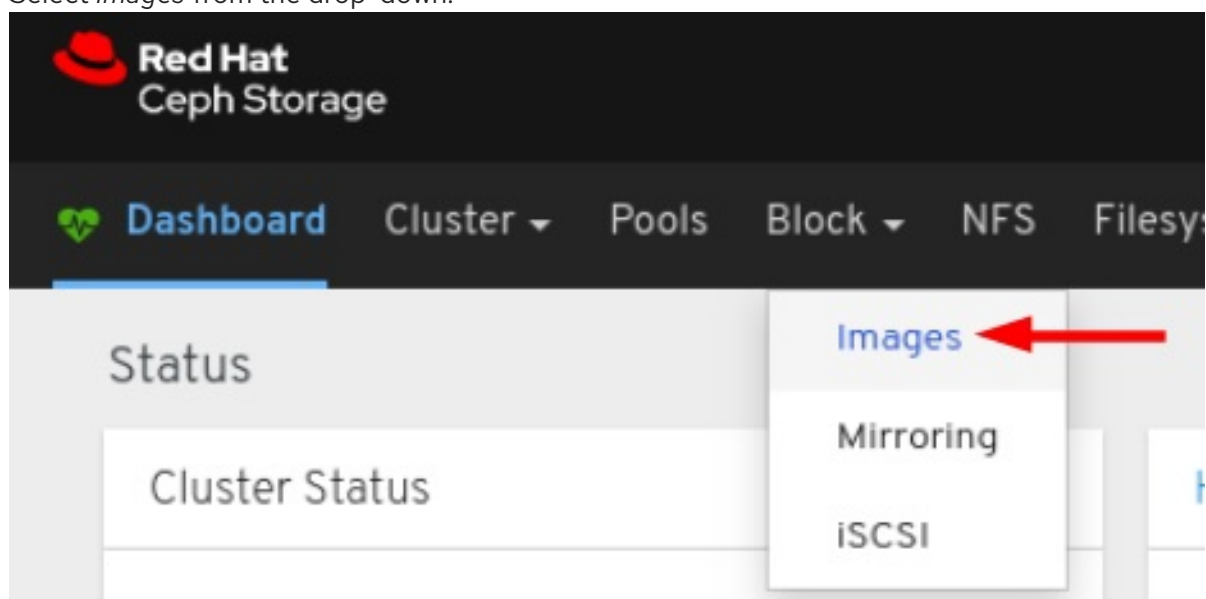 Select Images from the drop-down.
Red Hat
Ceph Storage
Dashboard Cluster Pools Block NFS
Images
Status
Mirroring
Cluster Status
iSCSI